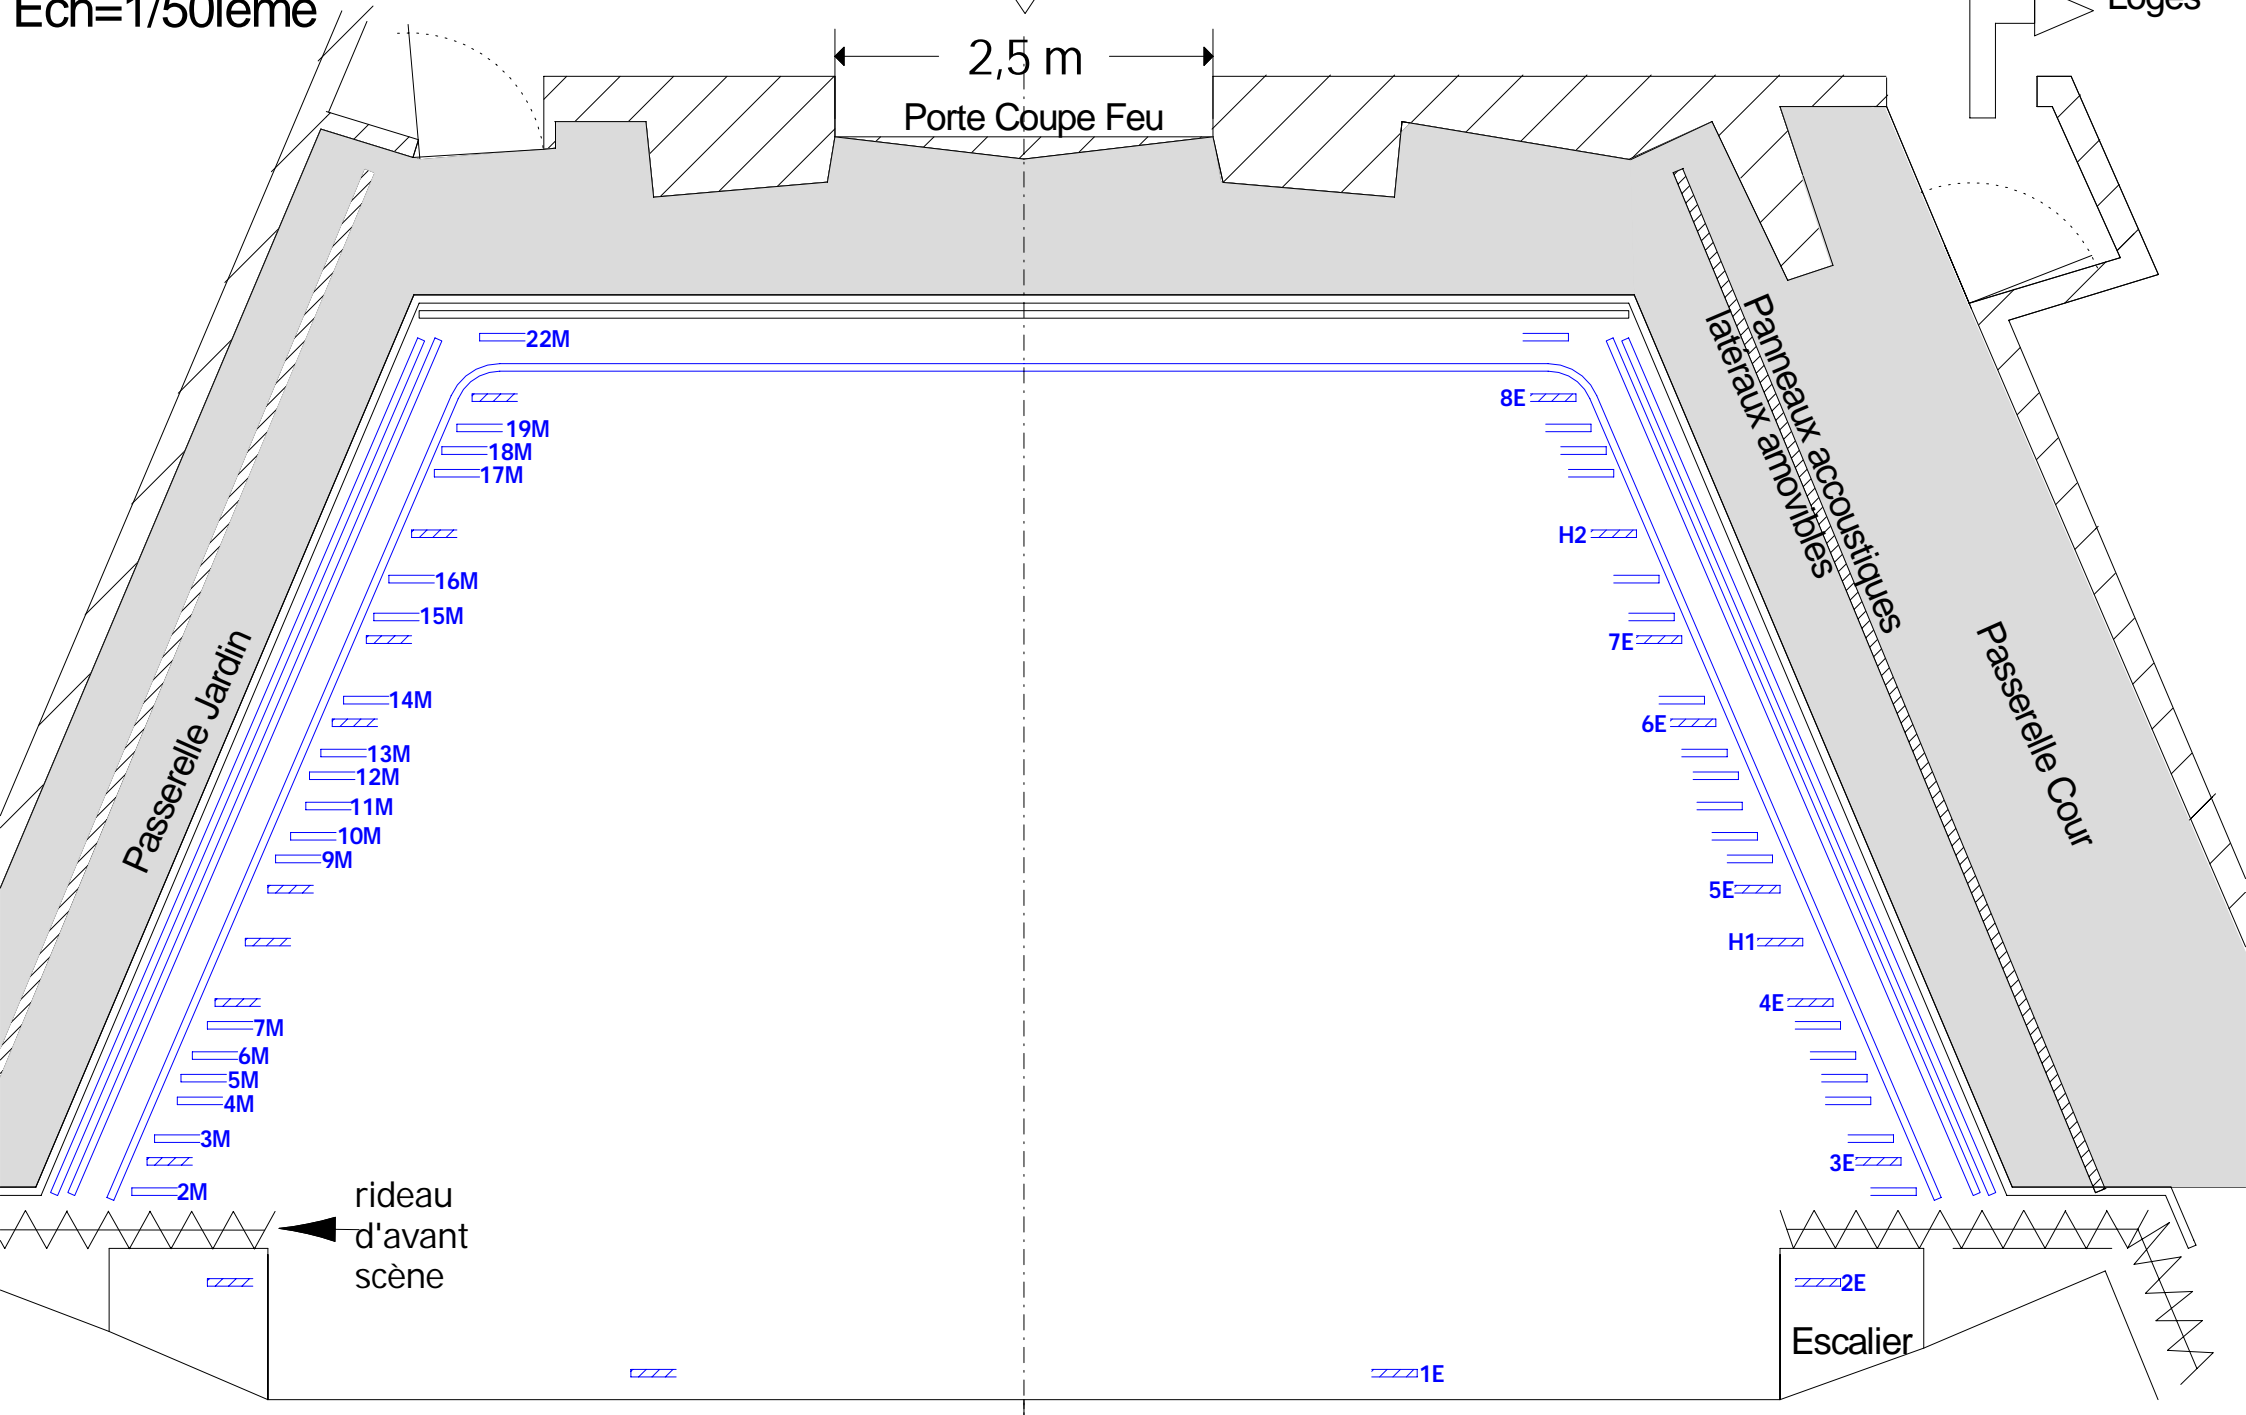 Ech=1/50ième
Loges
2,5 m
Porte Coupe Feu
22M
8E
19M
18M
17M
H2
16M
15M
7E
14M
6E
13M
12M
11M
10M
9M
5E
H1
4E
7M
6M
5M
4M
3M
3E
2M
Passerelle Jardin
Panneaux accoustiques
latéraux amovibles
Passerelle Cour
rideau
d'avant
scène
2E
Escalier
1E